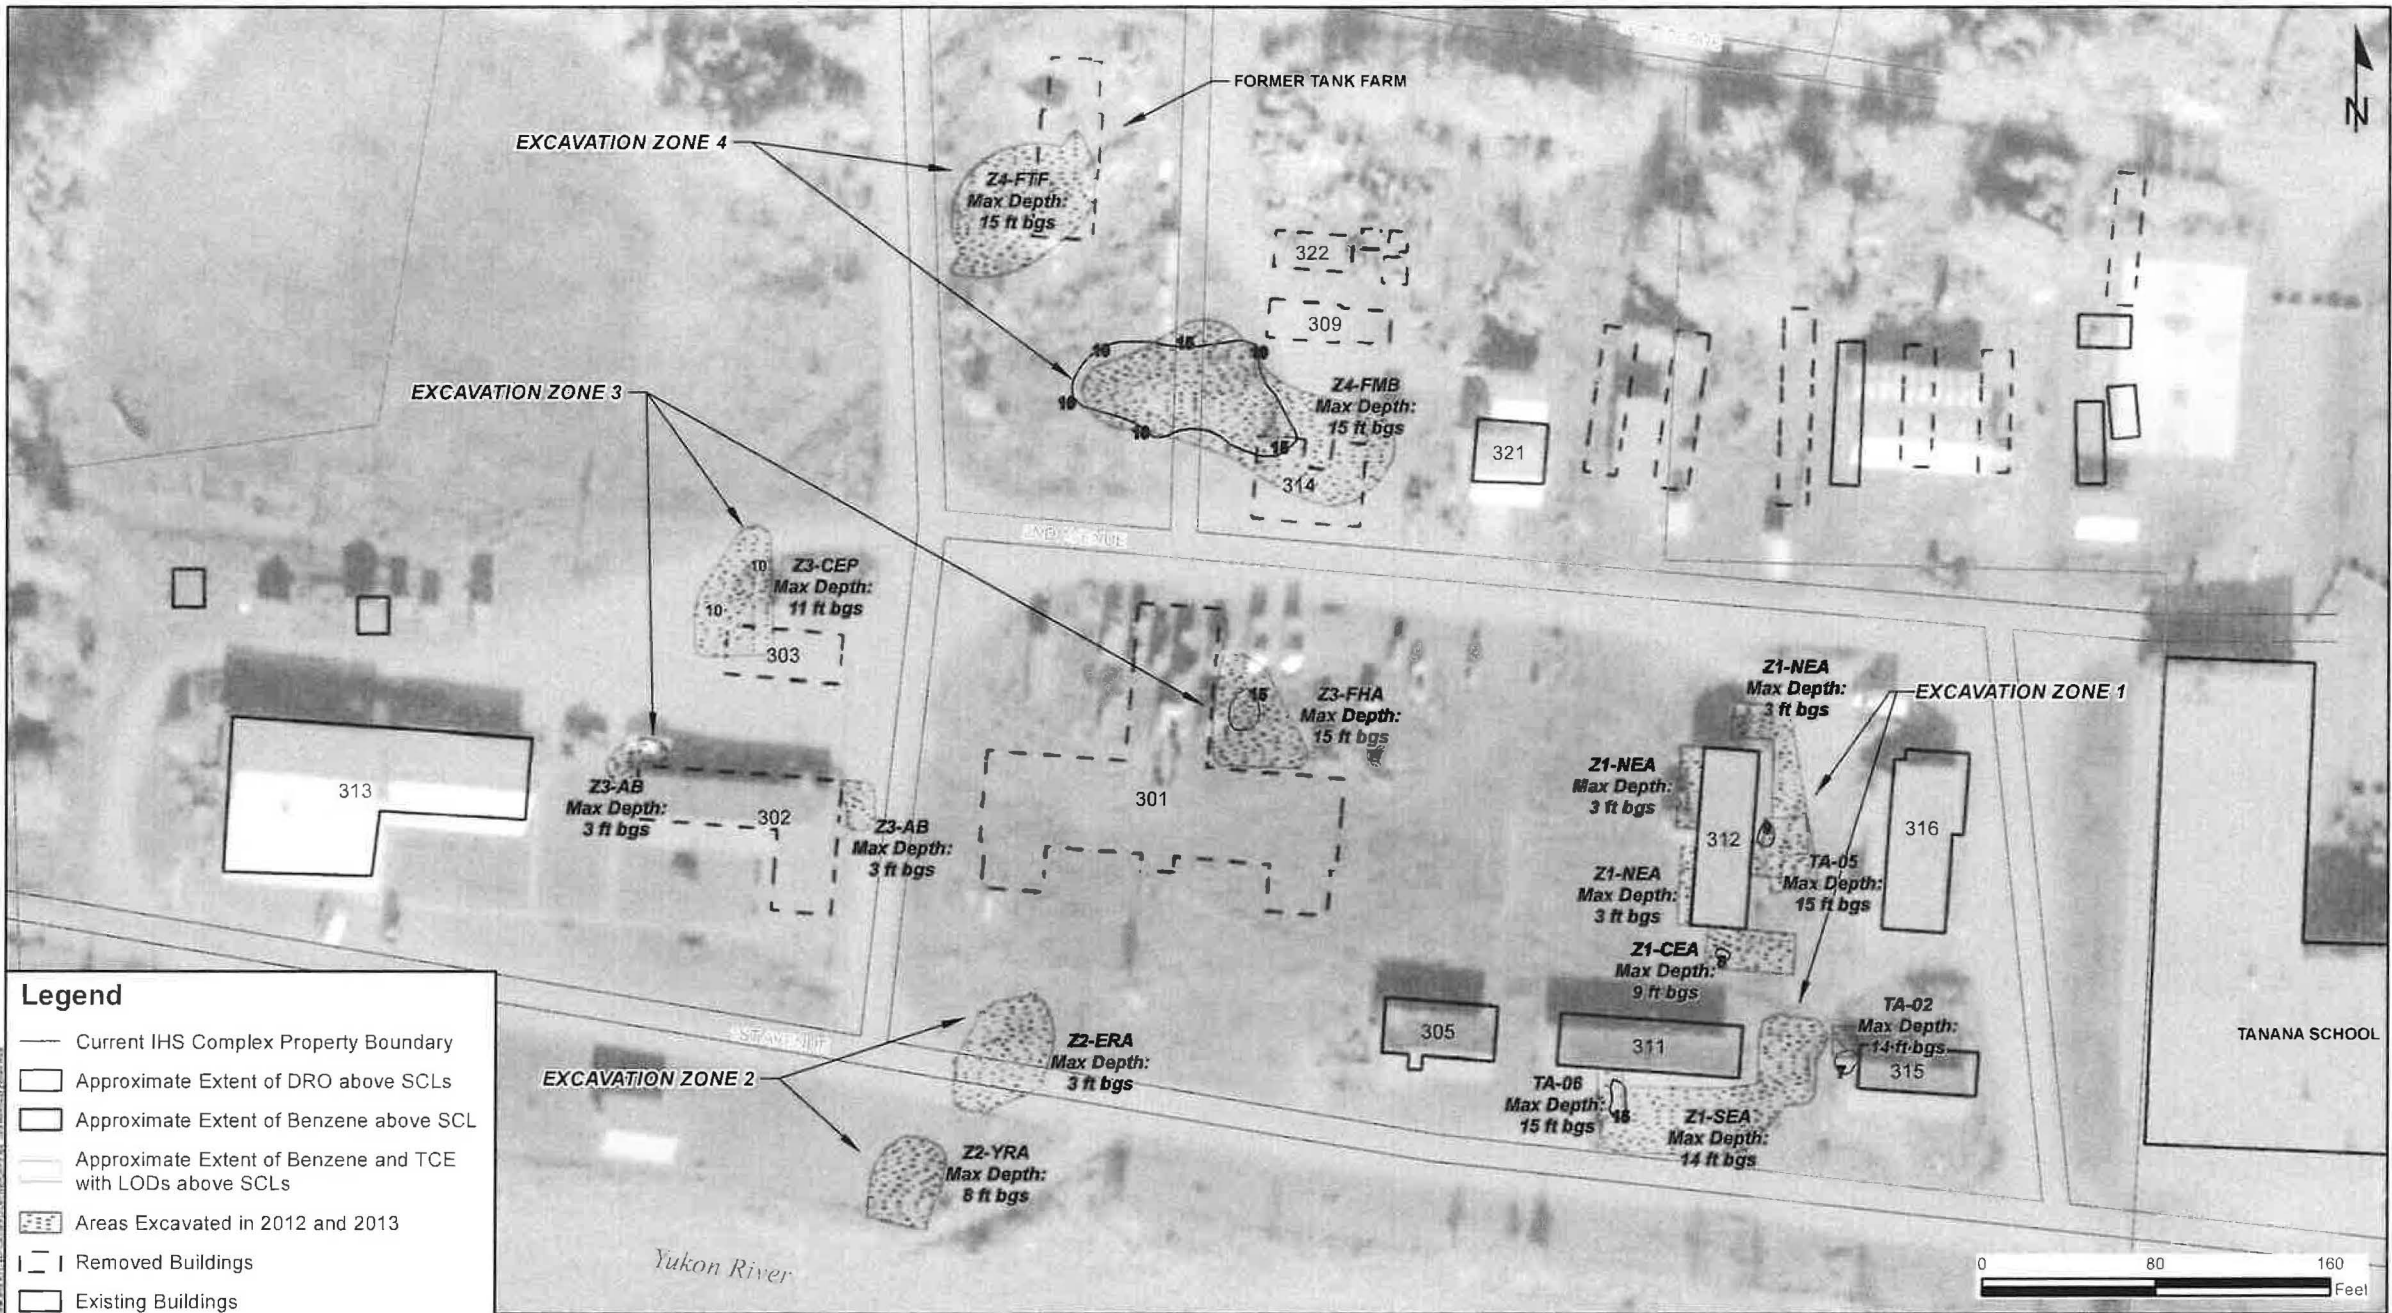 N
FORMER TANK FARM
EXCAVATION ZONE 4
Z4-FTF
Max Depth:
15 ft bgs
322
309
10
15
10
10
10
15
Z4-FMB
Max Depth:
15 ft bgs
314
321
EXCAVATION ZONE 3
Z3-CEP
Max Depth:
11 ft bgs
10
10
303
15
Z3-FHA
Max Depth:
15 ft bgs
301
313
Z3-AB
Max Depth:
3 ft bgs
302
Z3-AB
Max Depth:
3 ft bgs
Z1-NEA
Max Depth:
3 ft bgs
EXCAVATION ZONE 1
Z1-NEA
Max Depth:
3 ft bgs
312
316
TA-05
Max Depth:
15 ft bgs
Z1-NEA
Max Depth:
3 ft bgs
Z1-CEA
Max Depth:
9 ft bgs
TA-02
Max Depth:
14 ft bgs
315
7
305
311
TA-06
Max Depth:
15 ft bgs
15
Z1-SEA
Max Depth:
14 ft bgs
TANANA SCHOOL
EXCAVATION ZONE 2
Z2-ERA
Max Depth:
3 ft bgs
Z2-YRA
Max Depth:
8 ft bgs
Yukon River
Legend
Current IHS Complex Property Boundary
Approximate Extent of DRO above SCLs
Approximate Extent of Benzene above SCL
Approximate Extent of Benzene and TCE
with LODs above SCLs
Areas Excavated in 2012 and 2013
Removed Buildings
Existing Buildings
0 80 160
Feet